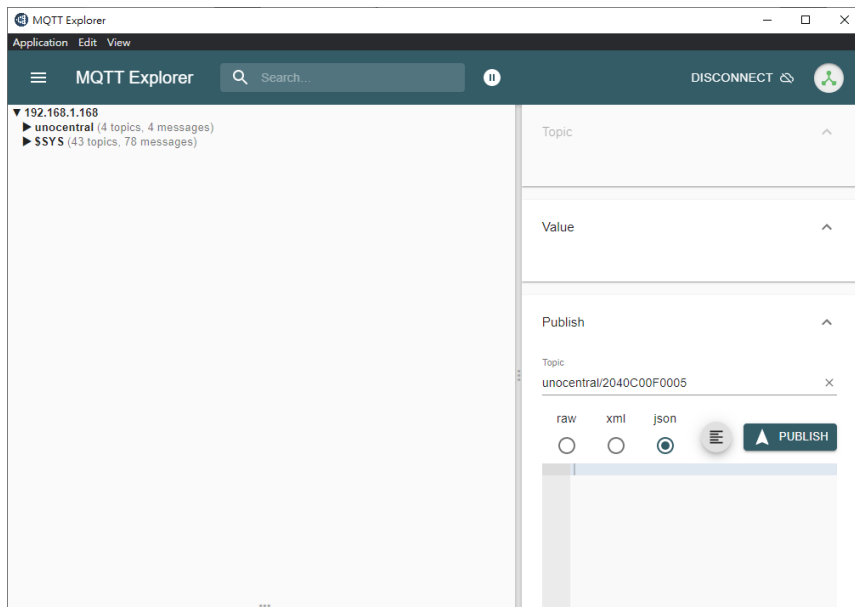 MQTT Explorer
Application Edit View
MQTT Explorer
Search...
DISCONNECT
▼ 192.168.1.168
▶ unocentral (4 topics, 4 messages)
▶ $SYS (43 topics, 78 messages)
Topic
Value
Publish
Topic
unocentral/2040C00F0005
raw xml json
PUBLISH